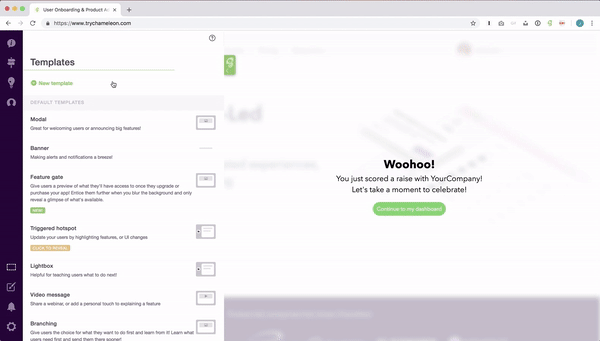 User Onboarding & Product Ad
https://www.trychameleon.com
Templates
New template
DEFAULT TEMPLATES
Modal
Great for welcoming users or announcing big features!
Banner
Making alerts and notifications a breeze!
Feature gate
Give users a preview of what they'll have access to once they upgrade or
purchase your app! Entice them further when you blur the background and only
reveal a glimpse of what's available.
NEW!
Triggered hotspot
Update your users by highlighting features, or UI changes
CLICK TO REVEAL
Lightbox
Helpful for teaching users what to do next!
Video message
Share a webinar, or add a personal touch to explaining a feature
Branching
Give users the choice for what they want to do first and learn from it! Learn what
users need first and send them there sooner!
-Led
Woohoo!
You just scored a raise with YourCompany!
Let's take a moment to celebrate!
Continue to my dashboard